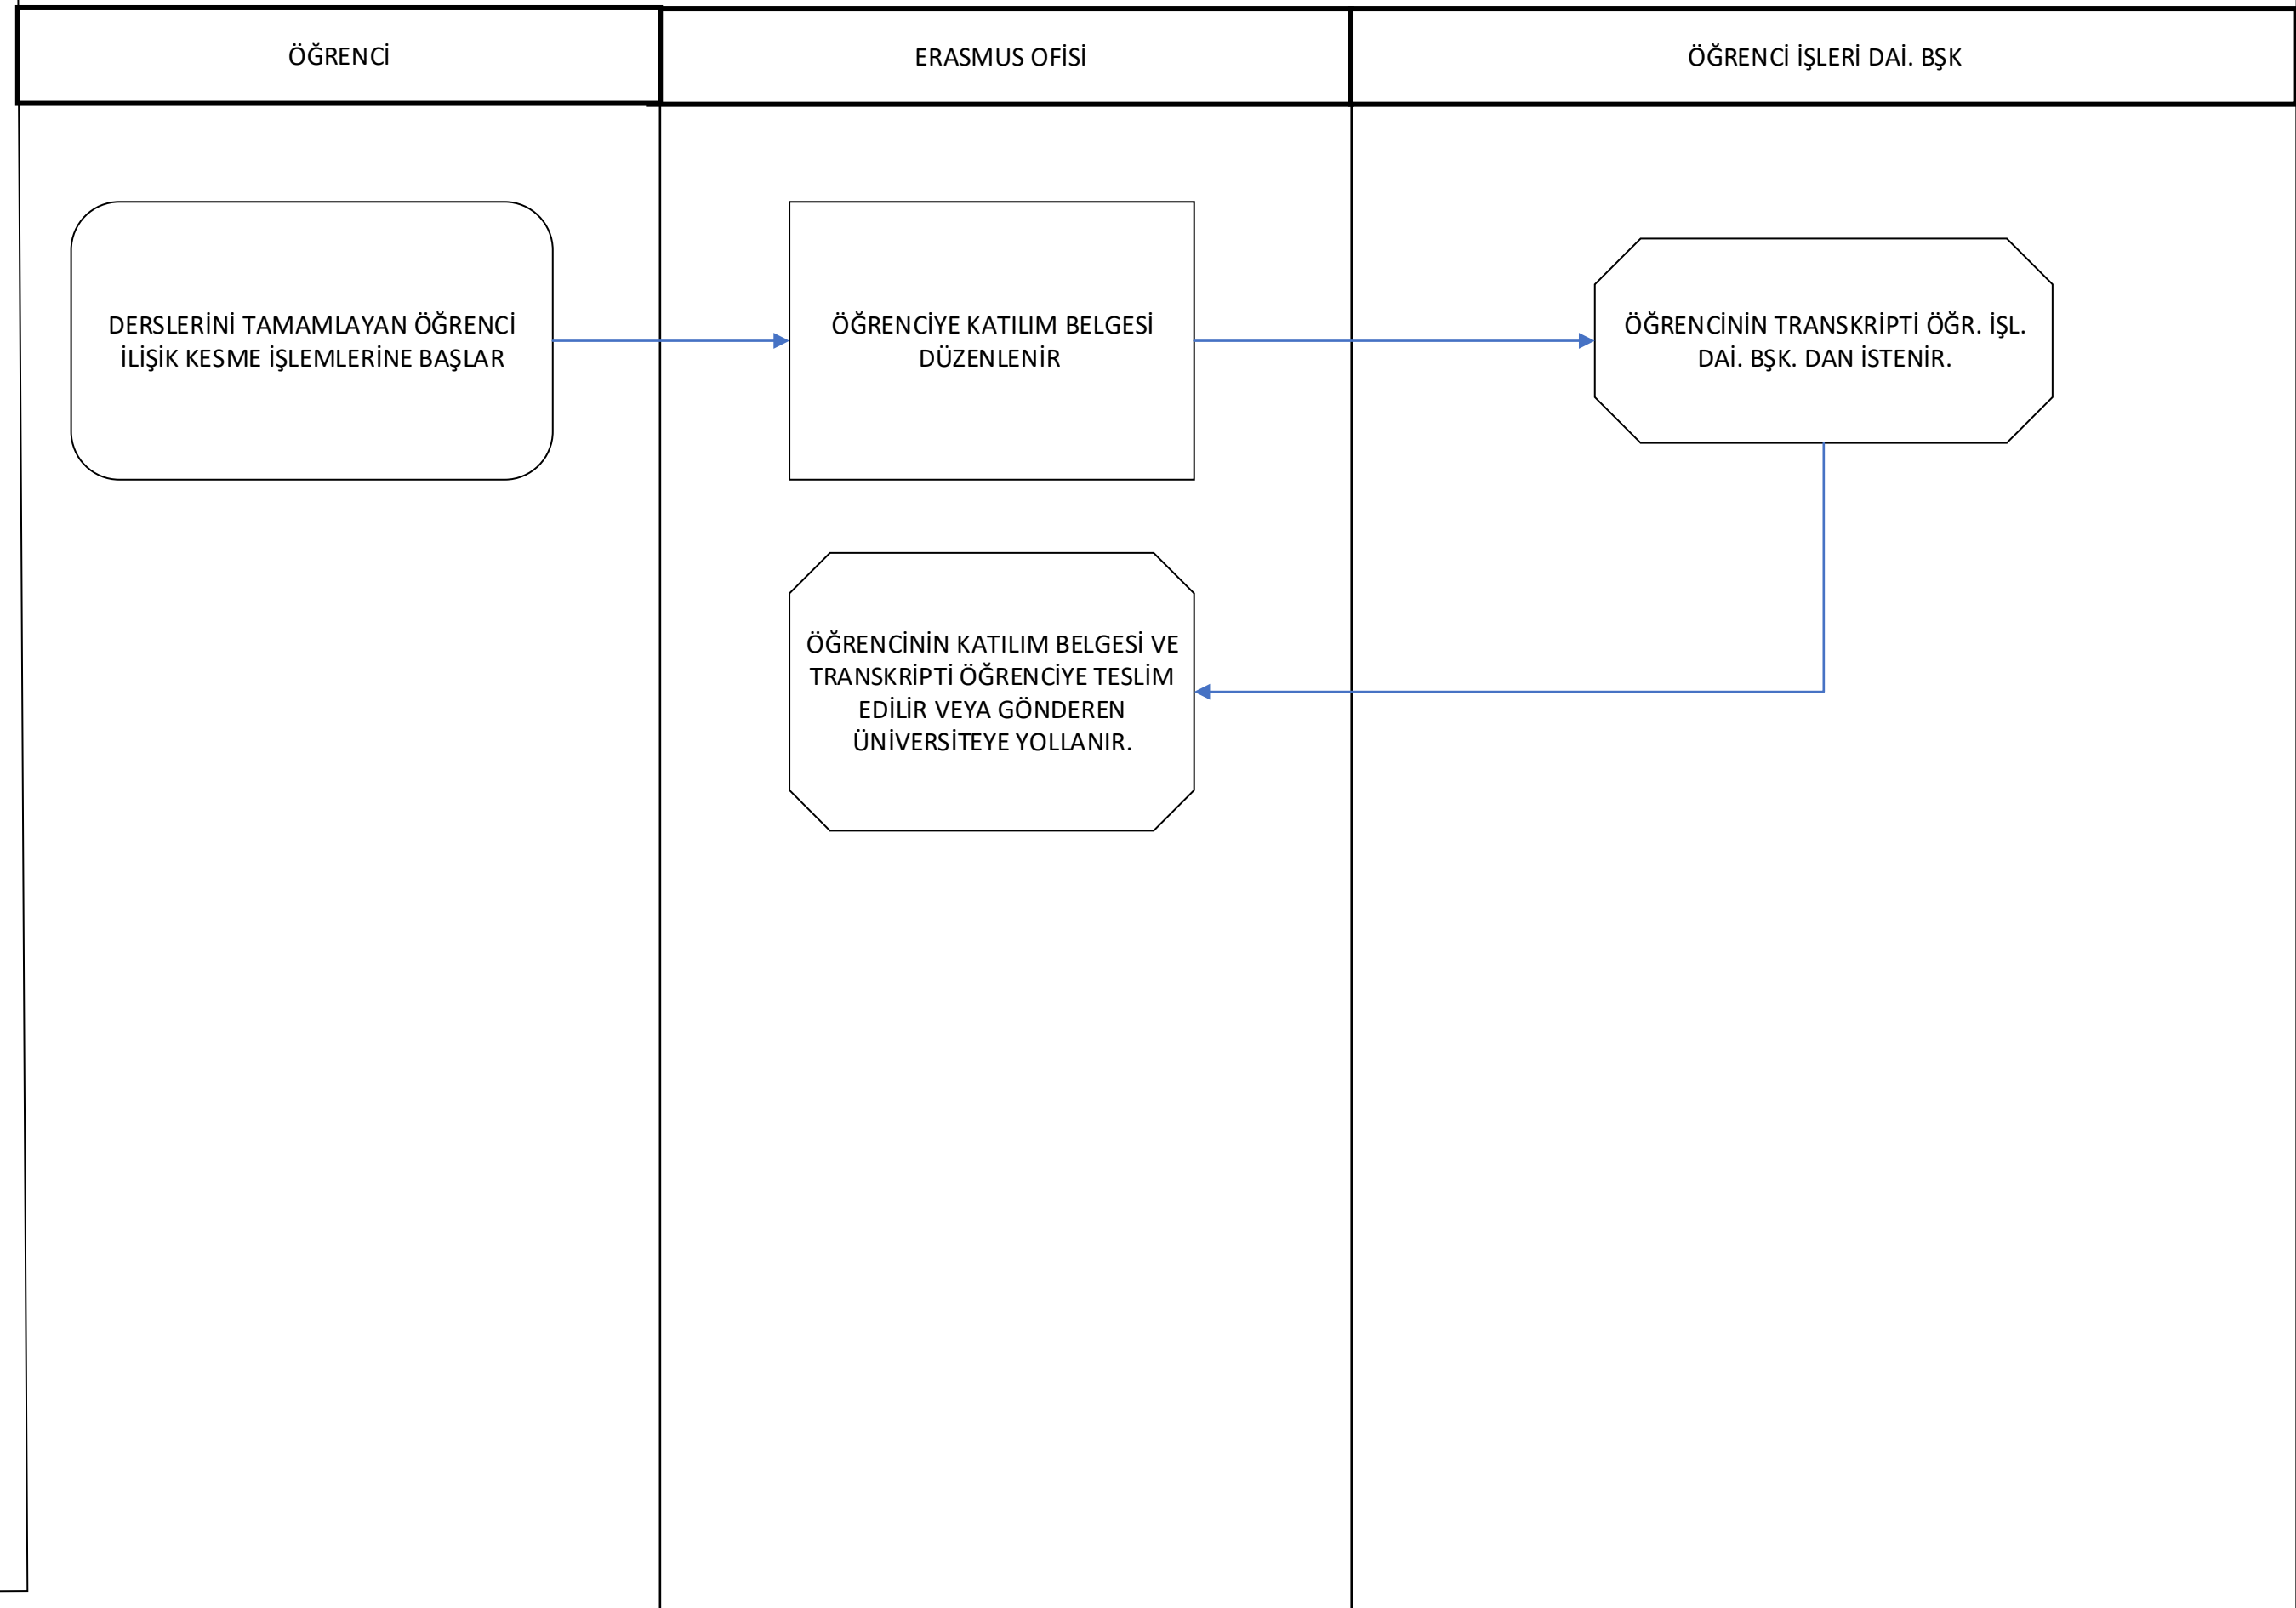 ÖĞRENCİ
ERASMUS OFİSİ
ÖĞRENCİ İŞLERİ DAİ. BŞK
DERSLERİNİ TAMAMLAYAN ÖĞRENCİ
İLİŞİK KESME İŞLEMLERİNE BAŞLAR
ÖĞRENCİYE KATILIM BELGESİ
DÜZENLENİR
ÖĞRENCİNİN TRANSKRİPTİ ÖĞR. İŞL.
DAİ. BŞK. DAN İSTENİR.
ÖĞRENCİNİN KATILIM BELGESİ VE
TRANSKRİPTİ ÖĞRENCİYE TESLİM
EDİLİR VEYA GÖNDEREN
ÜNİVERSİTEYE YOLLANIR.